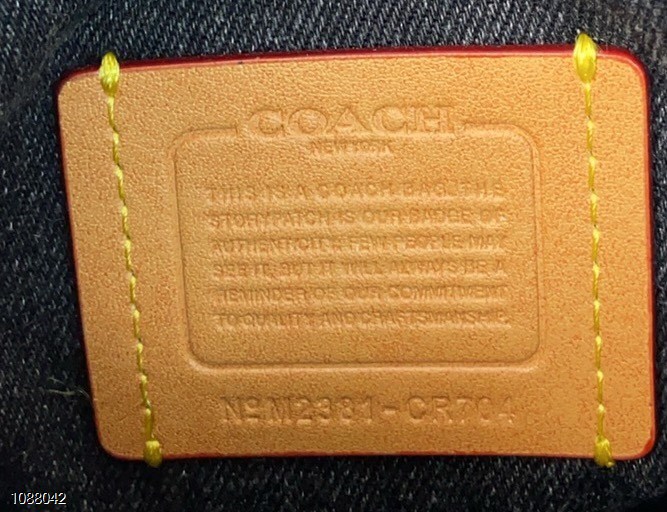 COACH
NEW YORK
THIS IS A COACH BAG. THE
STORYPATCH IS OUR BADGE OF
AUTHENTICITY. FEW PEOPLE MAY
SEE IT, BUT IT WILL ALWAYS BE A
REMINDER OF OUR COMMITMENT
TO QUALITY AND CRAFTSMANSHIP.
Nº M2381-CR704
1088042